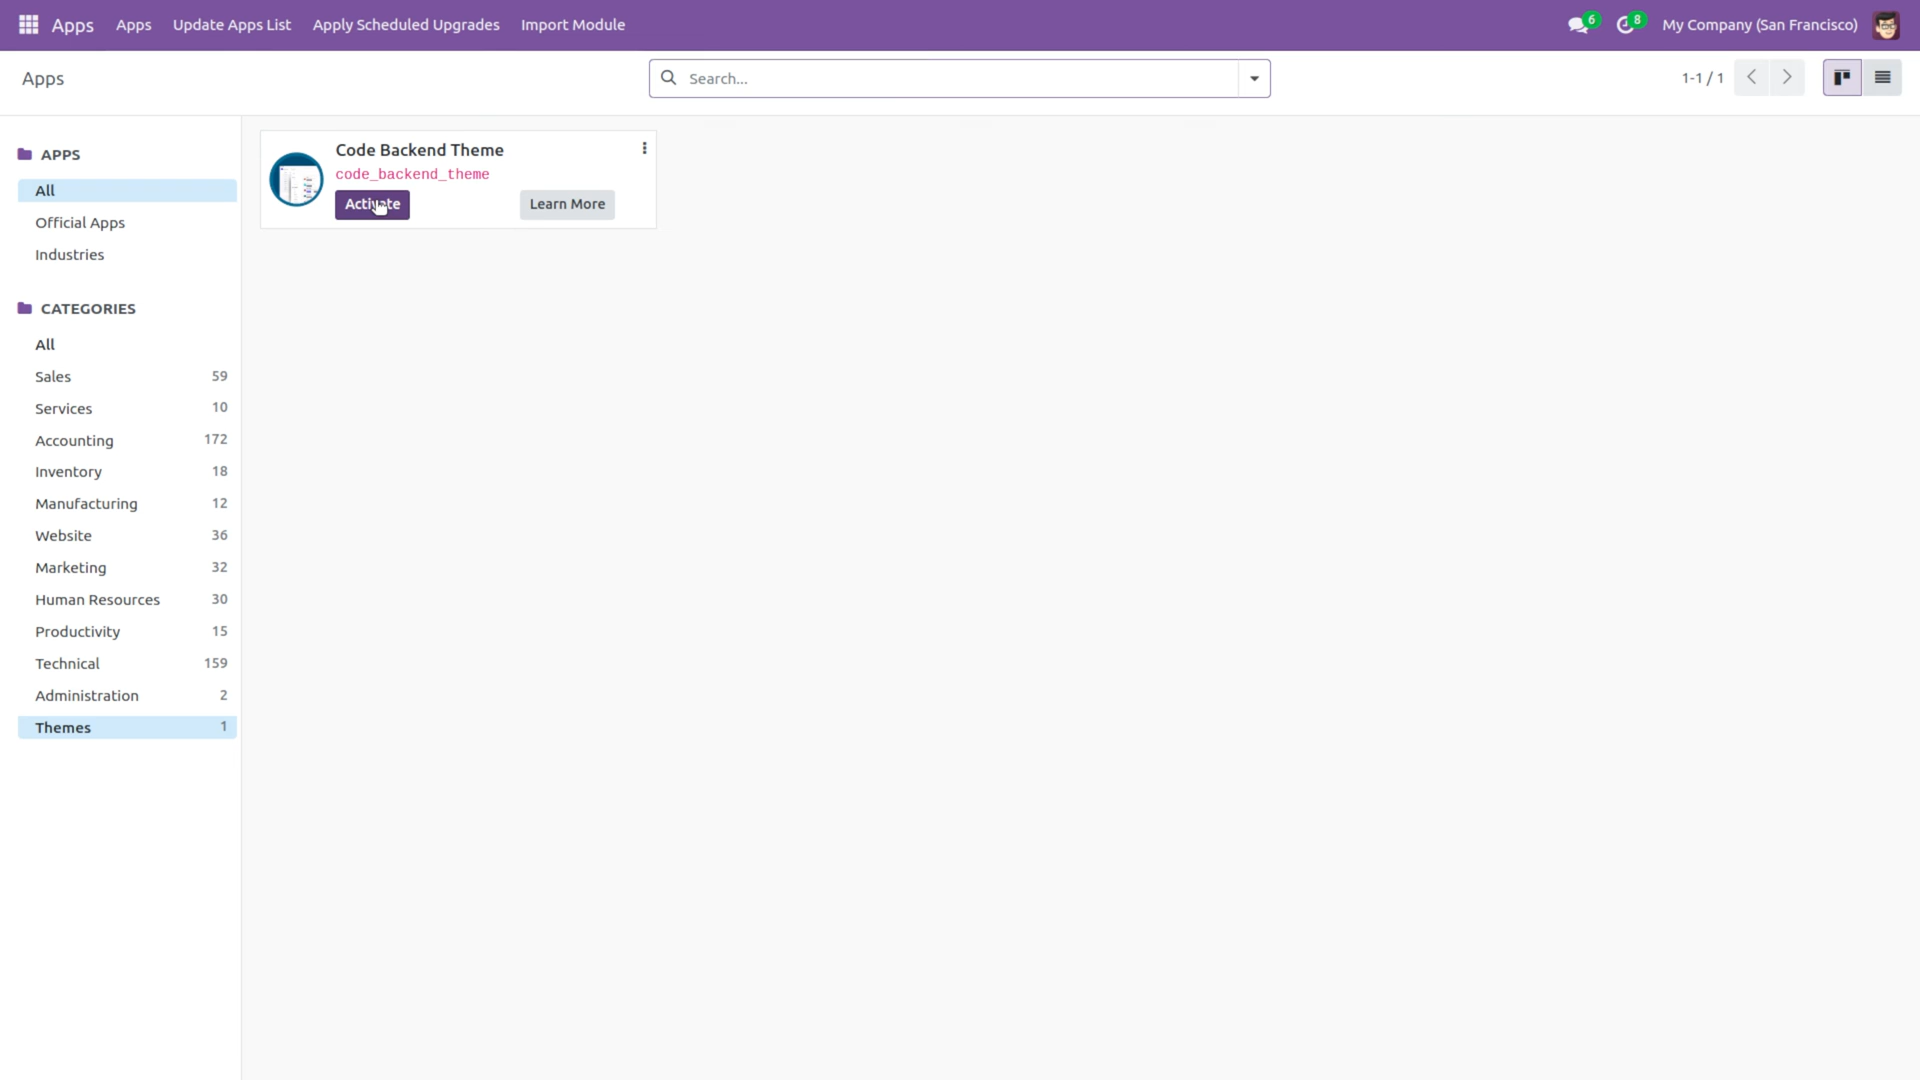 Apps Apps Update Apps List Apply Scheduled Upgrades Import Module 6 8 My Company (San Francisco)
Apps Search... 1-1 / 1
APPS
All
Official Apps
Industries
CATEGORIES
All
Sales 59
Services 10
Accounting 172
Inventory 18
Manufacturing 12
Website 36
Marketing 32
Human Resources 30
Productivity 15
Technical 159
Administration 2
Themes 1
Code Backend Theme
code_backend_theme
Activate Learn More